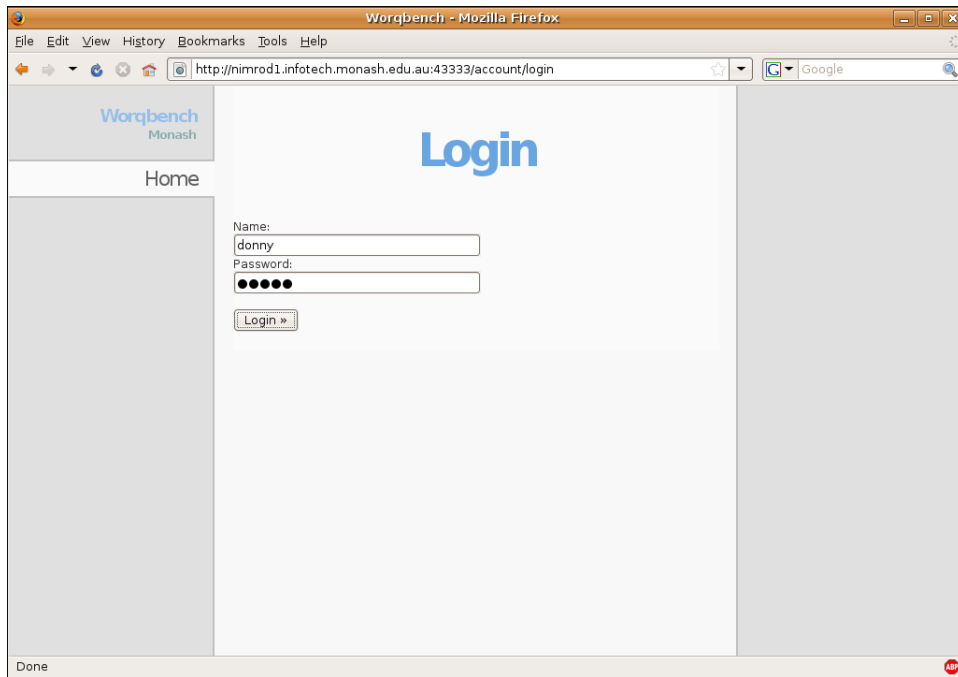 Worqbench - Mozilla Firefox
File Edit View History Bookmarks Tools Help
http://nimrod1.infotech.monash.edu.au:43333/account/login
G Google
Worqbench
Monash
Home
Login
Name:
donny
Password:
●●●●●
Login »
Done
ABP